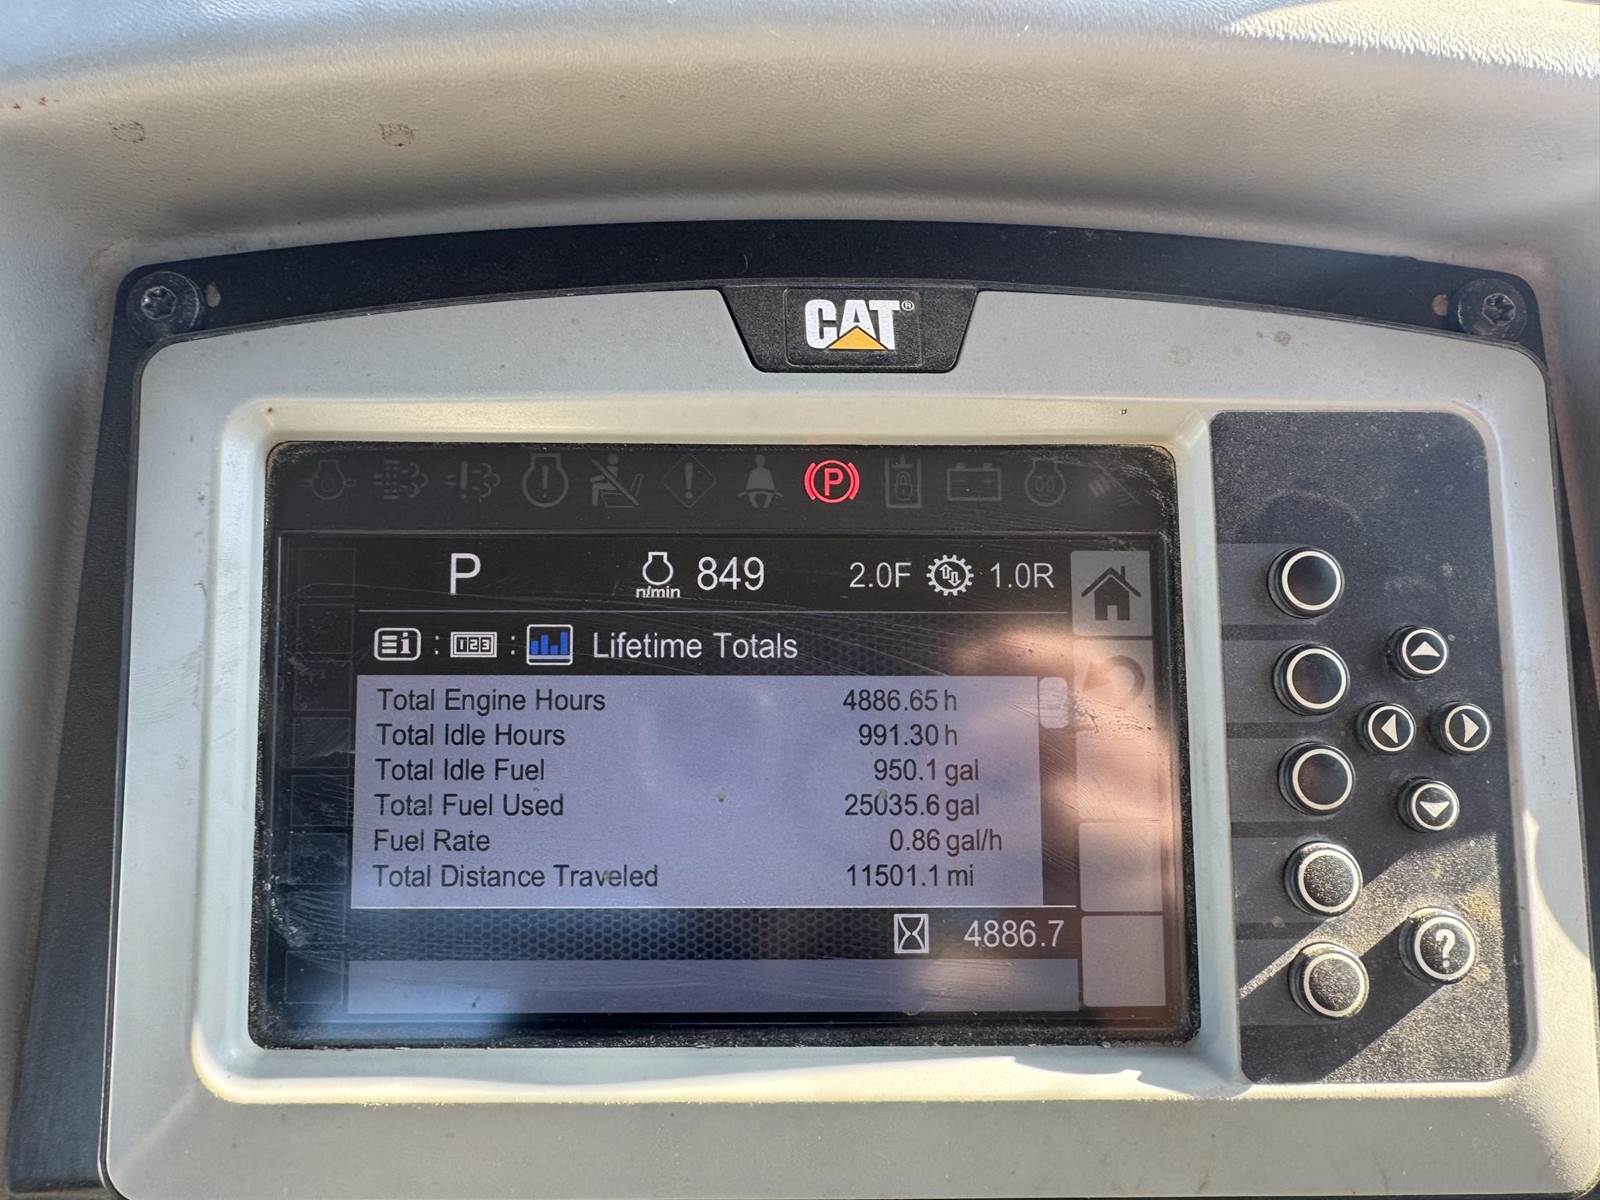 CAT®
P
P
n/min 849
2.0F 1.0R
i : 123 : Lifetime Totals
Total Engine Hours 4886.65 h
Total Idle Hours 991.30 h
Total Idle Fuel 950.1 gal
Total Fuel Used 25035.6 gal
Fuel Rate 0.86 gal/h
Total Distance Traveled 11501.1 mi
4886.7
?